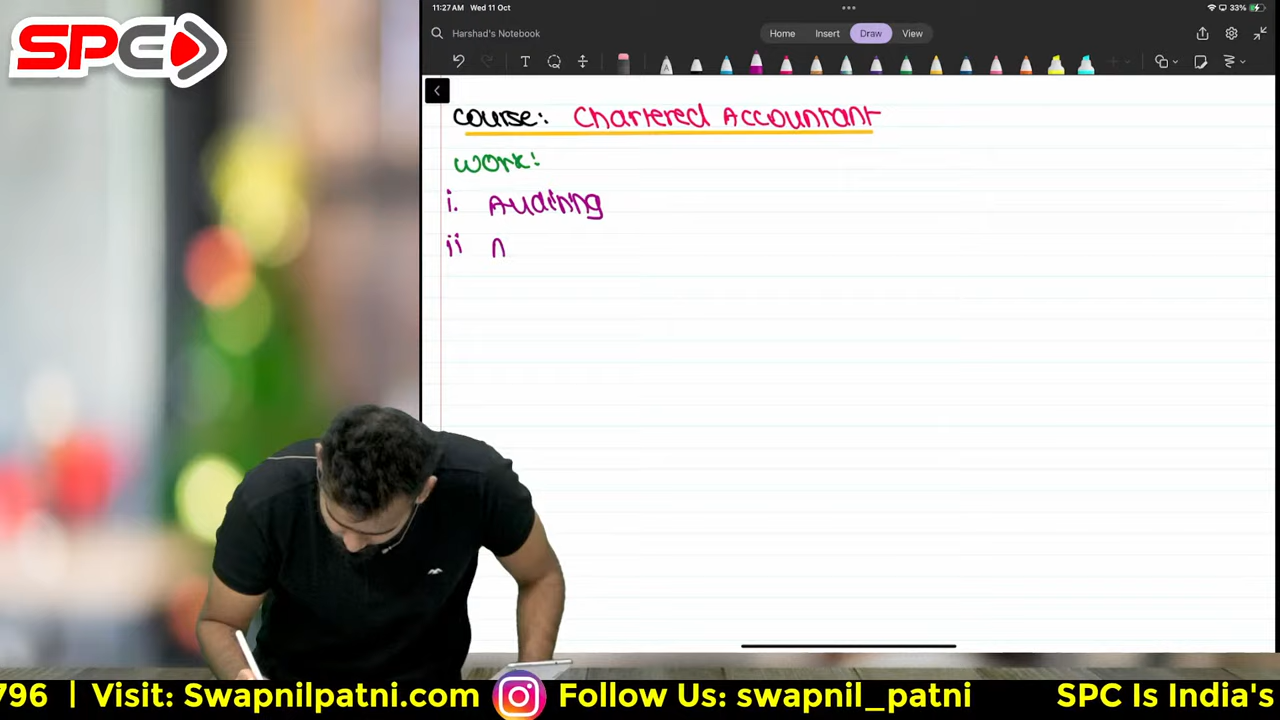 SPC
11:27 AM Wed 11 Oct
33%
Harshad's Notebook
Home Insert Draw View
Course: Chartered Accountant
Work:
i. Auditing
ii
796 | Visit: Swapnilpatni.com Follow Us: swapnil_patni SPC Is India's